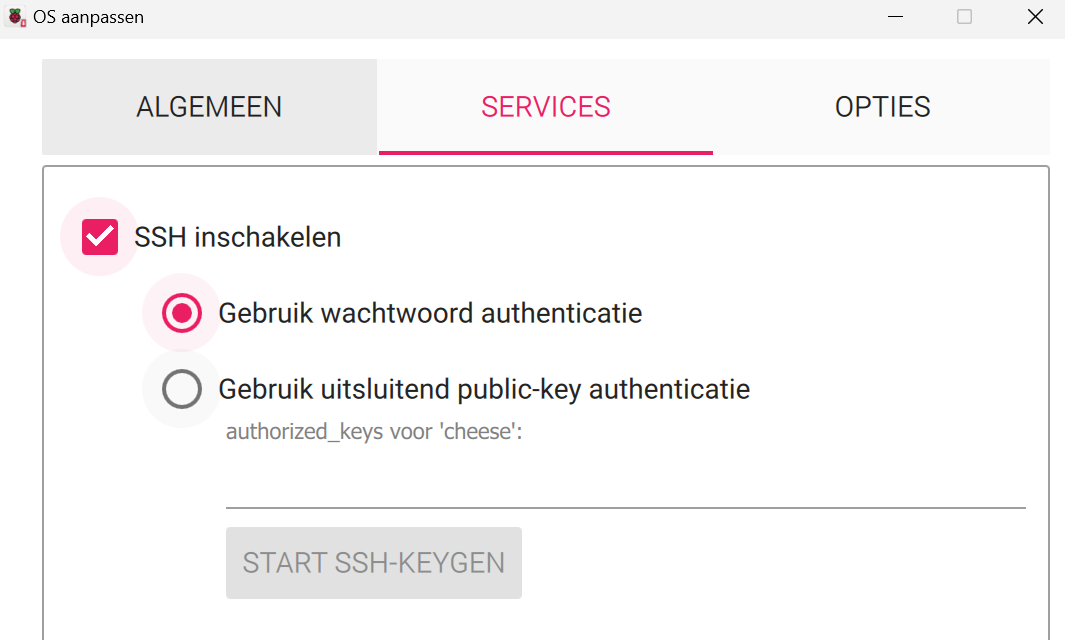 OS aanpassen
ALGEMEEN
SERVICES
OPTIES
SSH inschakelen
Gebruik wachtwoord authenticatie
Gebruik uitsluitend public-key authenticatie
authorized_keys voor 'cheese':
START SSH-KEYGEN